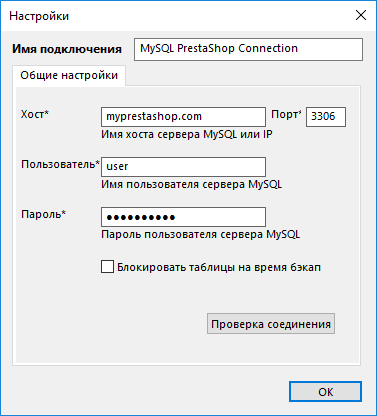 Настройки
Имя подключения MySQL PrestaShop Connection
Общие настройки
Хост* myprestashop.com Порт* 3306
Имя хоста сервера MySQL или IP
Пользователь* user
Имя пользователя сервера MySQL
Пароль* ••••••••••
Пароль пользователя сервера MySQL
Блокировать таблицы на время бэкап
Проверка соединения
OK